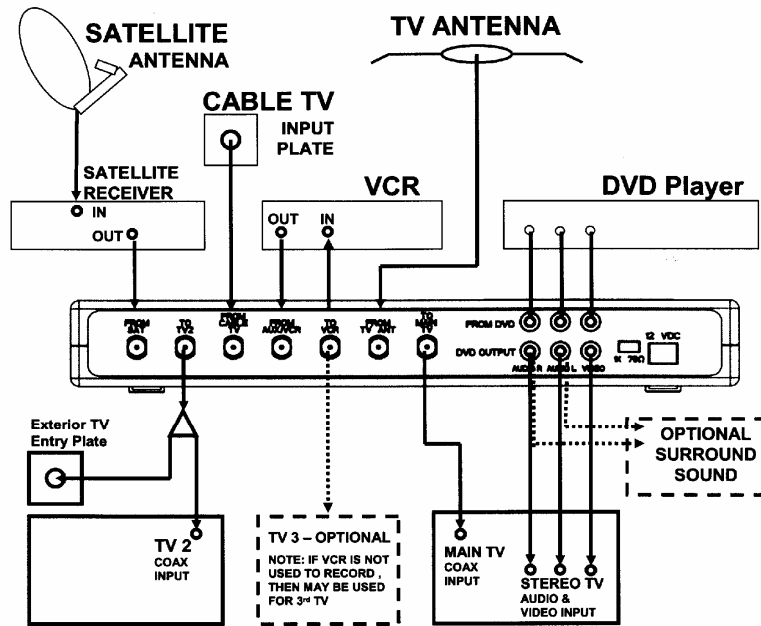 SATELLITE
ANTENNA
TV ANTENNA
CABLE TV
INPUT
PLATE
SATELLITE
RECEIVER
IN
OUT
VCR
OUT
IN
DVD Player
FROM
SAT
TO
TV2
FROM
CABLE
TV
FROM
AUX/VCR
TO
VCR
FROM
TV ANT
TO
MAIN
TV
FROM DVD
DVD OUTPUT
AUDIO R
AUDIO L
VIDEO
1K 75Ω
12 VDC
Exterior TV
Entry Plate
OPTIONAL
SURROUND
SOUND
TV 2
COAX
INPUT
TV 3 – OPTIONAL
NOTE: IF VCR IS NOT
USED TO RECORD ,
THEN MAY BE USED
FOR 3rd TV
MAIN TV
COAX
INPUT
STEREO TV
AUDIO &
VIDEO INPUT